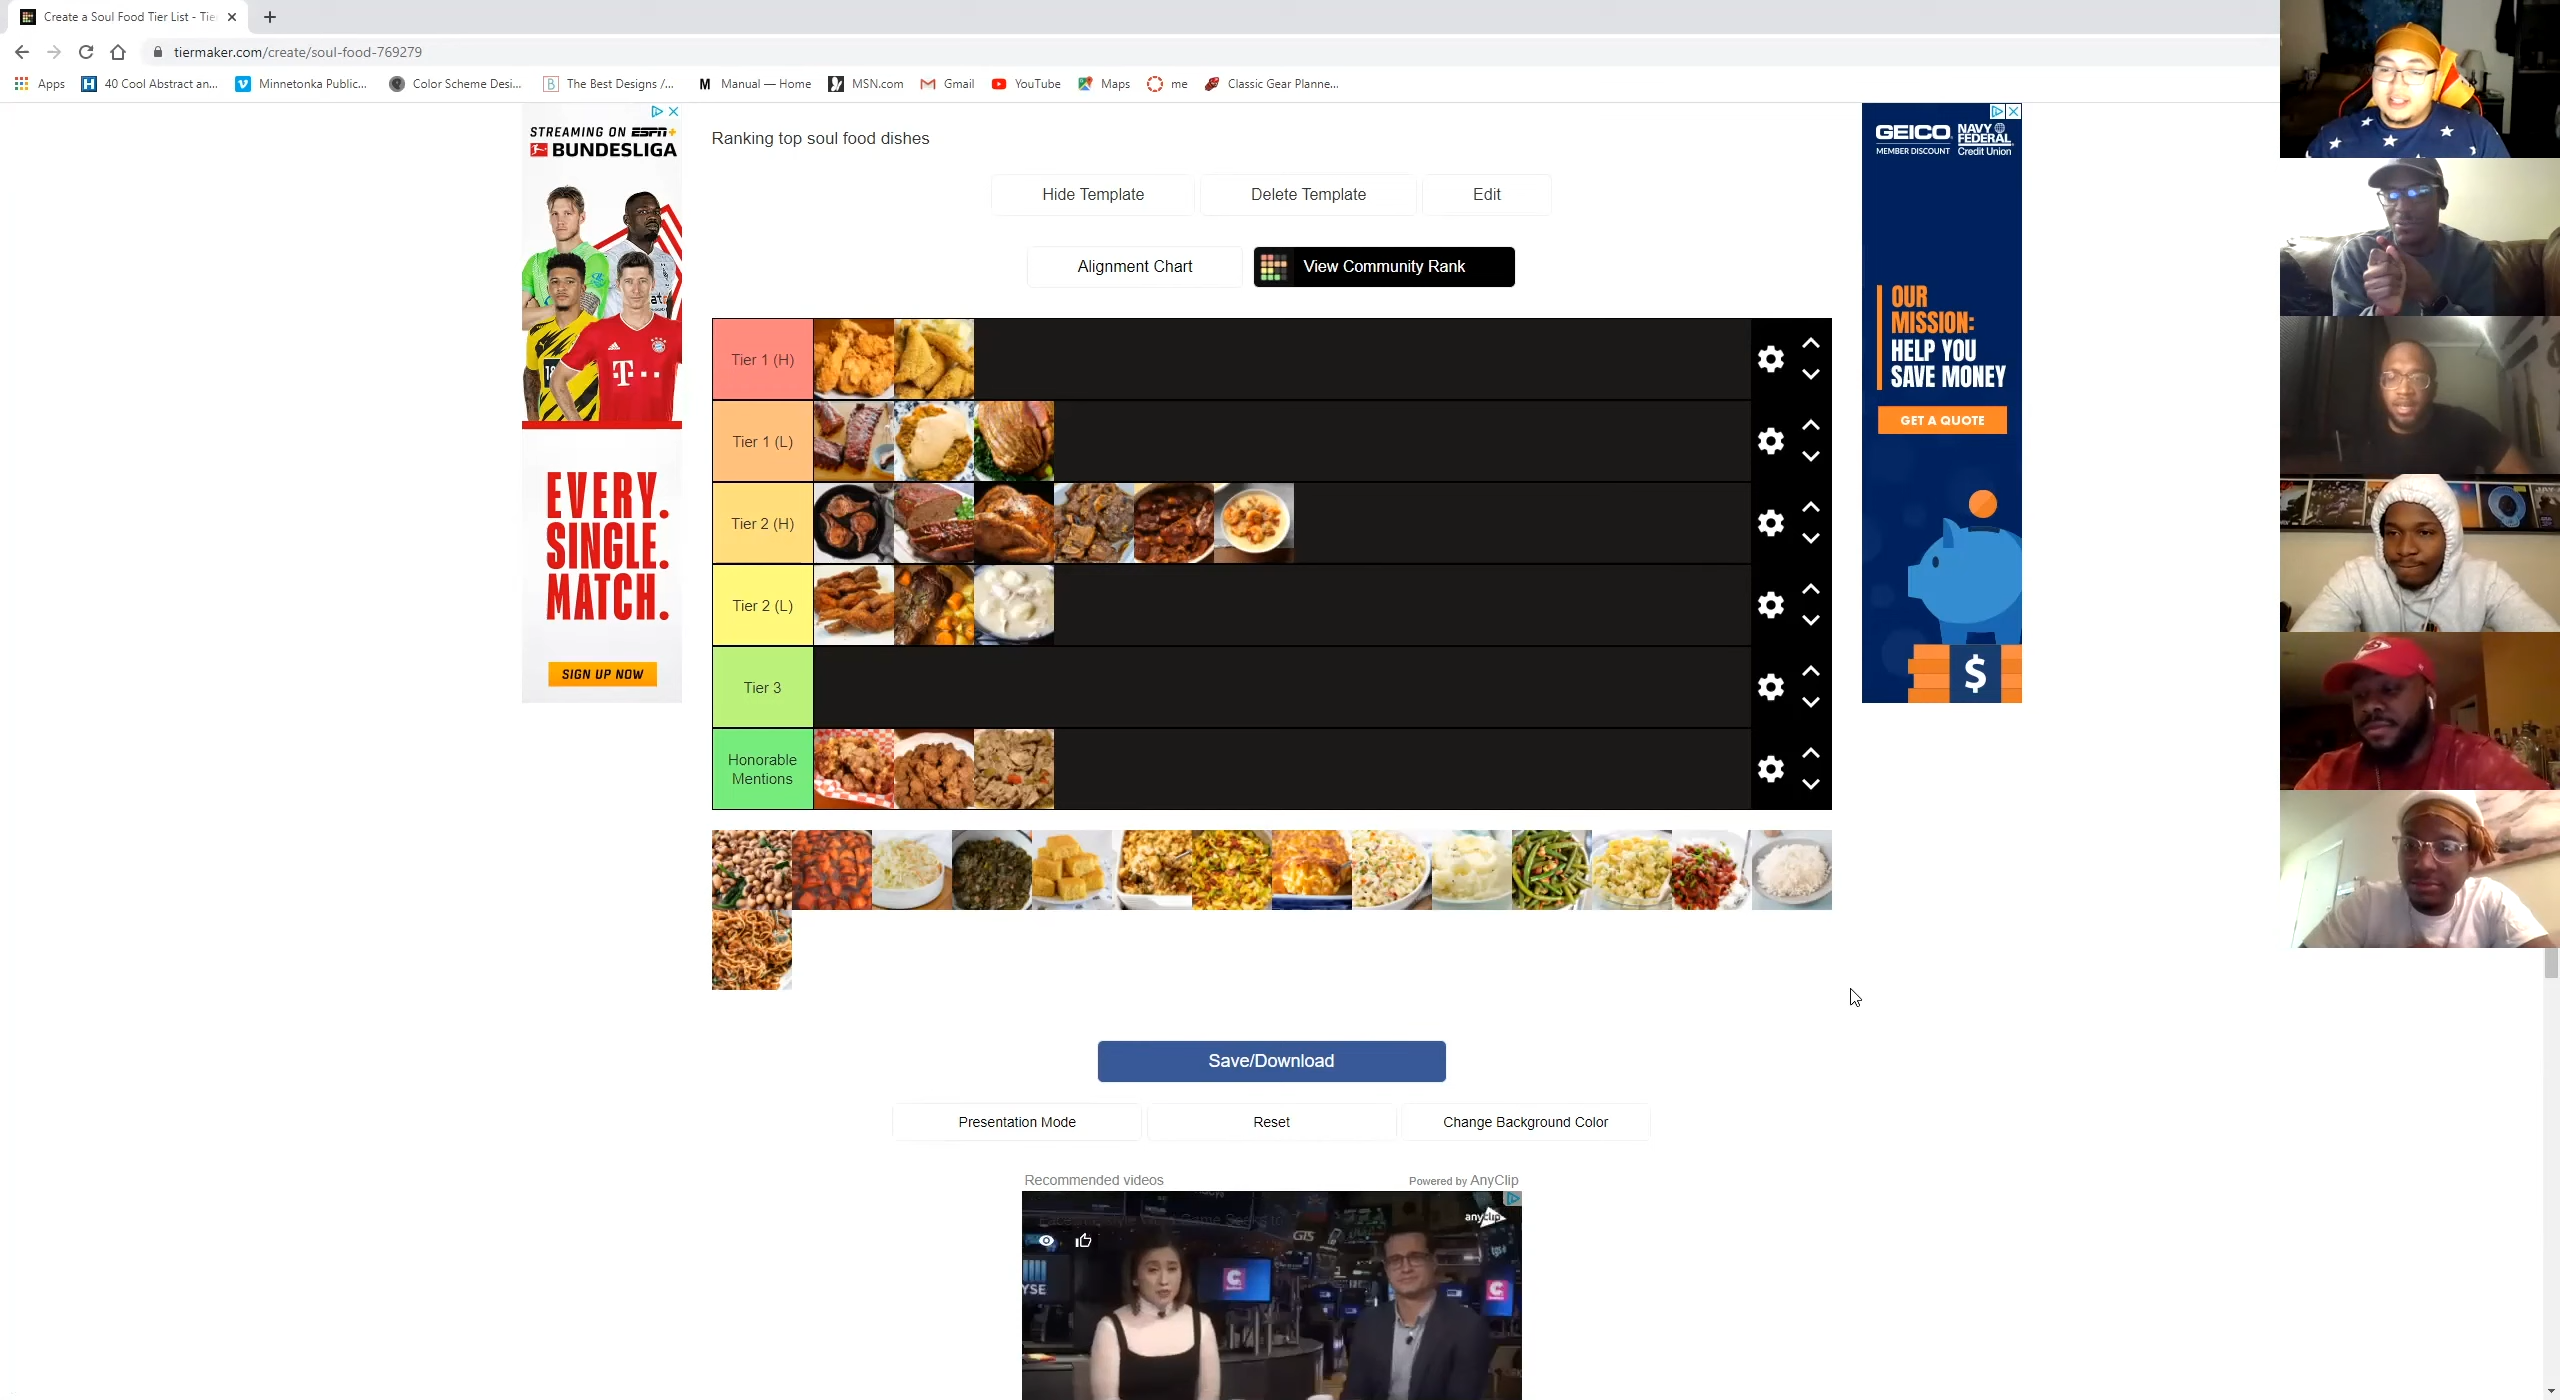 Create a Soul Food Tier List - Tie
tiermaker.com/create/soul-food-769279
Apps
40 Cool Abstract an...
Minnetonka Public...
Color Scheme Desi...
The Best Designs /...
Manual — Home
MSN.com
Gmail
YouTube
Maps
me
Classic Gear Planne...
STREAMING ON ESPN+
BUNDESLIGA
EVERY.
SINGLE.
MATCH.
SIGN UP NOW
Ranking top soul food dishes
Hide Template
Delete Template
Edit
Alignment Chart
View Community Rank
Tier 1 (H)
Tier 1 (L)
Tier 2 (H)
Tier 2 (L)
Tier 3
Honorable
Mentions
GEICO
MEMBER DISCOUNT
NAVY
FEDERAL
Credit Union
OUR
MISSION:
HELP YOU
SAVE MONEY
GET A QUOTE
$
Save/Download
Presentation Mode
Reset
Change Background Color
Recommended videos
Powered by AnyClip
anyclip
GTS
YSE